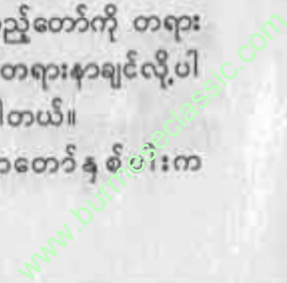 ည့်တော်ကို တရား
တရားနာချင်လို့ပါ
ါတယ်။
ာတော်နှစ်ပါးက
www.burmeseclassic.com